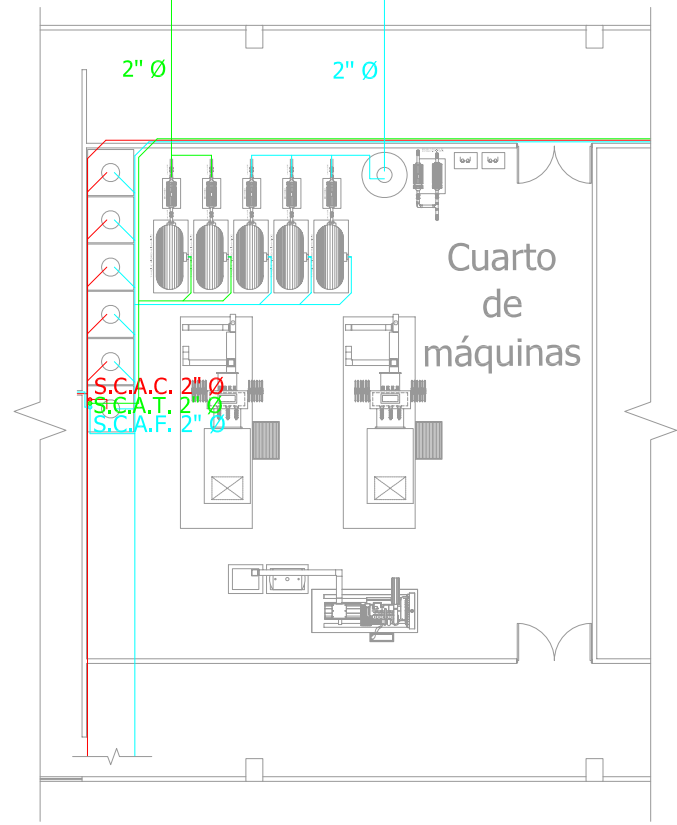 2" Ø
2" Ø
Cuarto
de
máquinas
S.C.A.C. 2" Ø
S.C.A.T. 2" Ø
S.C.A.F. 2" Ø